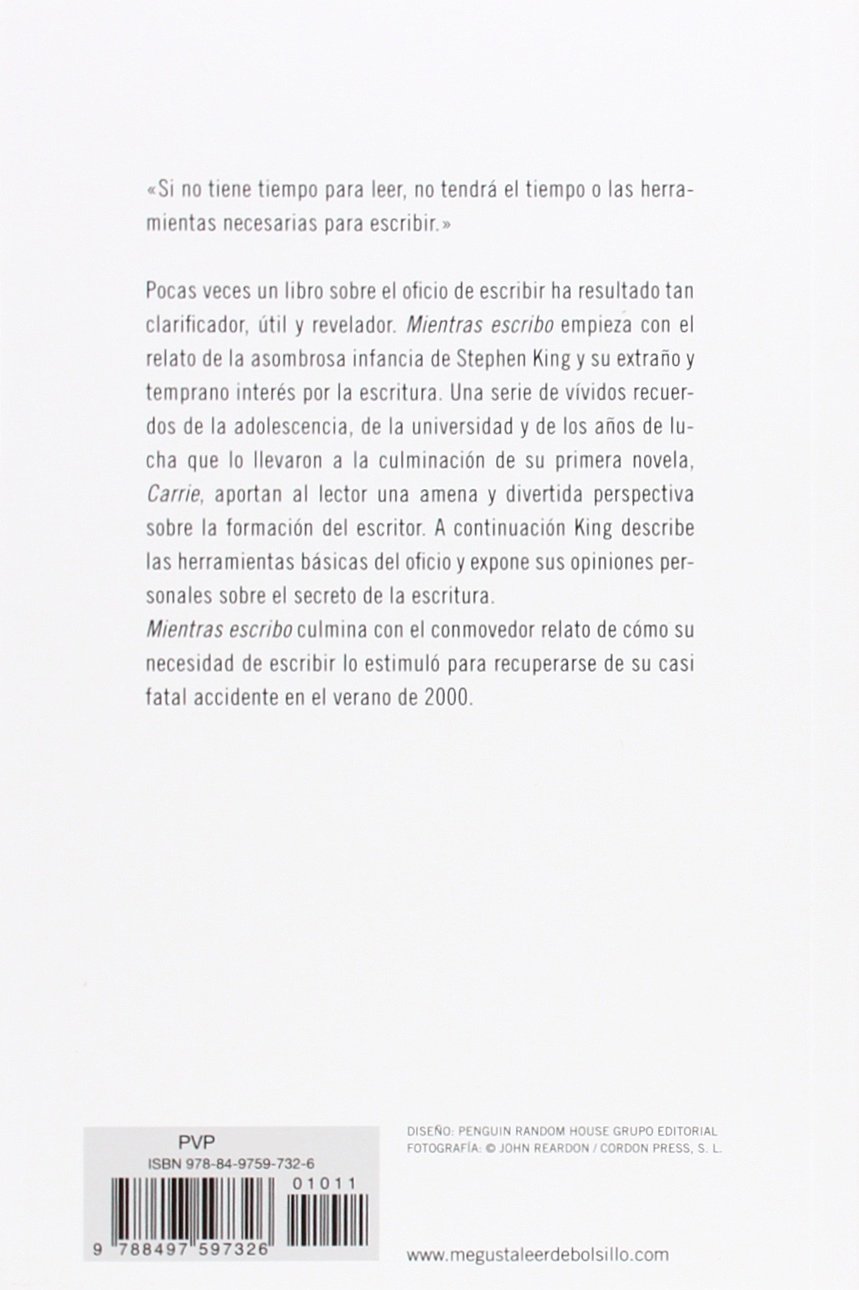 «Si no tiene tiempo para leer, no tendrá el tiempo o las herra-
mientas necesarias para escribir.»
Pocas veces un libro sobre el oficio de escribir ha resultado tan
clarificador, útil y revelador. Mientras escribo empieza con el
relato de la asombrosa infancia de Stephen King y su extraño y
temprano interés por la escritura. Una serie de vívidos recuer-
dos de la adolescencia, de la universidad y de los años de lu-
cha que lo llevaron a la culminación de su primera novela,
Carrie, aportan al lector una amena y divertida perspectiva
sobre la formación del escritor. A continuación King describe
las herramientas básicas del oficio y expone sus opiniones per-
sonales sobre el secreto de la escritura.
Mientras escribo culmina con el conmovedor relato de cómo su
necesidad de escribir lo estimuló para recuperarse de su casi
fatal accidente en el verano de 2000.
PVP
ISBN 978-84-9759-732-6
01011
9 788497 597326
DISEÑO: PENGUIN RANDOM HOUSE GRUPO EDITORIAL
FOTOGRAFÍA: © JOHN REARDON / CORDON PRESS, S. L.
www.megustaleerdebolsillo.com